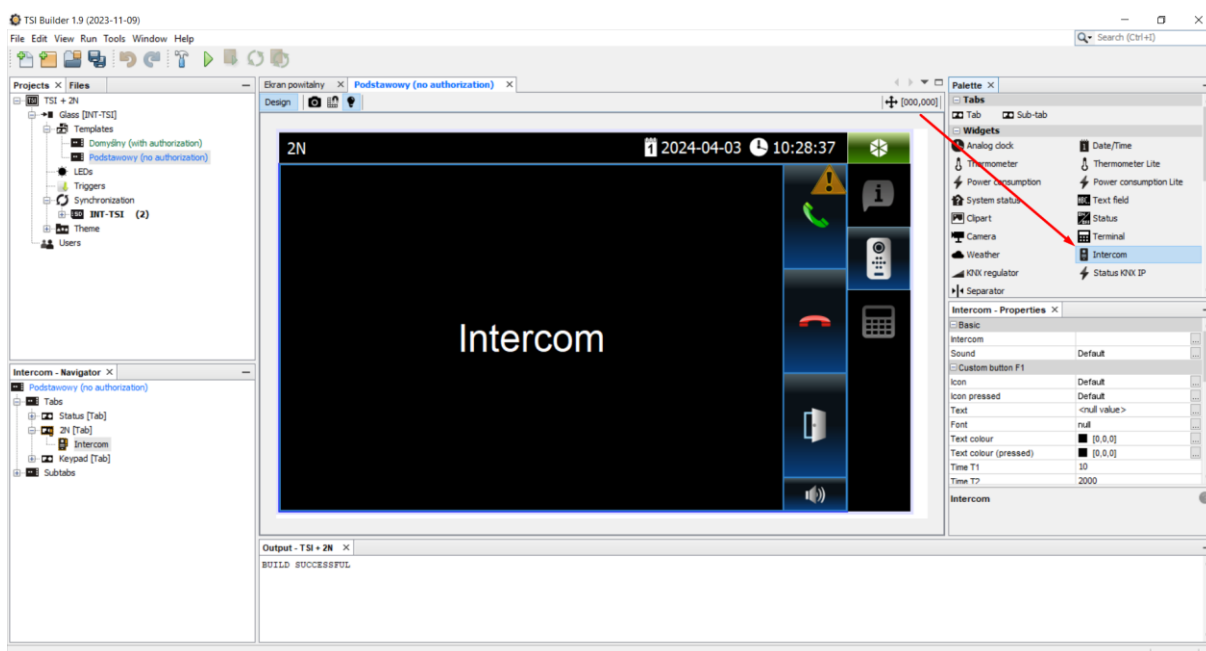 TSI Builder 1.9 (2023-11-09)
File Edit View Run Tools Window Help
Search (Ctrl+I)
Projects Files
TSI + 2N
Glass [INT-TSI]
Templates
Domyślny (with authorization)
Podstawowy (no authorization)
LEDs
Triggers
Synchronization
INT-TSI (2)
Theme
Users
Intercom - Navigator
Podstawowy (no authorization)
Tabs
Status [Tab]
2N [Tab]
Intercom
Keypad [Tab]
Subtabs
Ekran powitalny Podstawowy (no authorization)
Design [000,000]
2N 2024-04-03 10:28:37
Intercom
Output - TSI + 2N
BUILD SUCCESSFUL
Palette
Tabs
Tab Sub-tab
Widgets
Analog clock Date/Time
Thermometer Thermometer Lite
Power consumption Power consumption Lite
System status Text field
Clipart Status
Camera Terminal
Weather Intercom
KNX regulator Status KNX IP
Separator
Intercom - Properties
Basic
Intercom
Sound Default
Custom button F1
Icon Default
Icon pressed Default
Text <null value>
Font null
Text colour [0,0,0]
Text colour (pressed) [0,0,0]
Time T1 10
Time T2 2000
Intercom